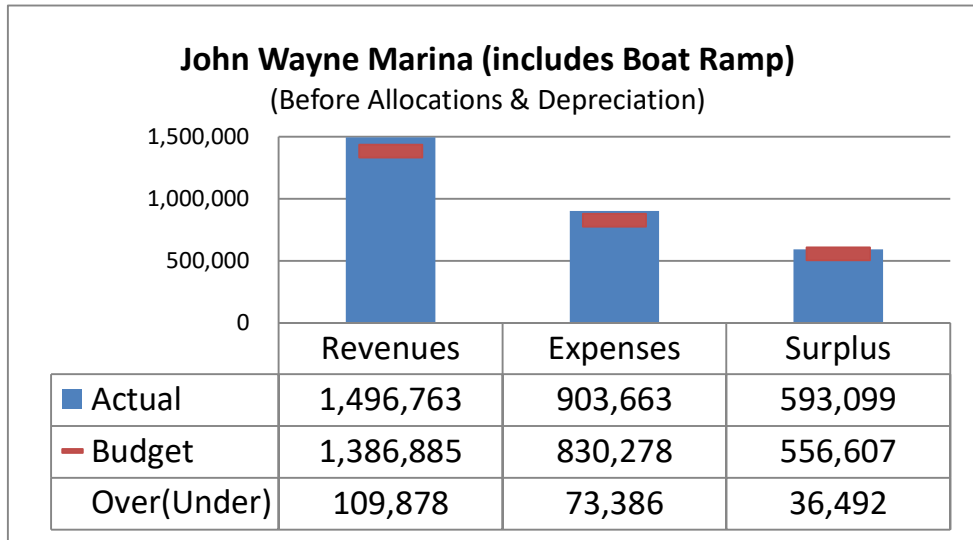 John Wayne Marina (includes Boat Ramp)
(Before Allocations & Depreciation)
1,500,000
1,000,000
500,000
0
Revenues Expenses Surplus
Actual 1,496,763 903,663 593,099
Budget 1,386,885 830,278 556,607
Over(Under) 109,878 73,386 36,492